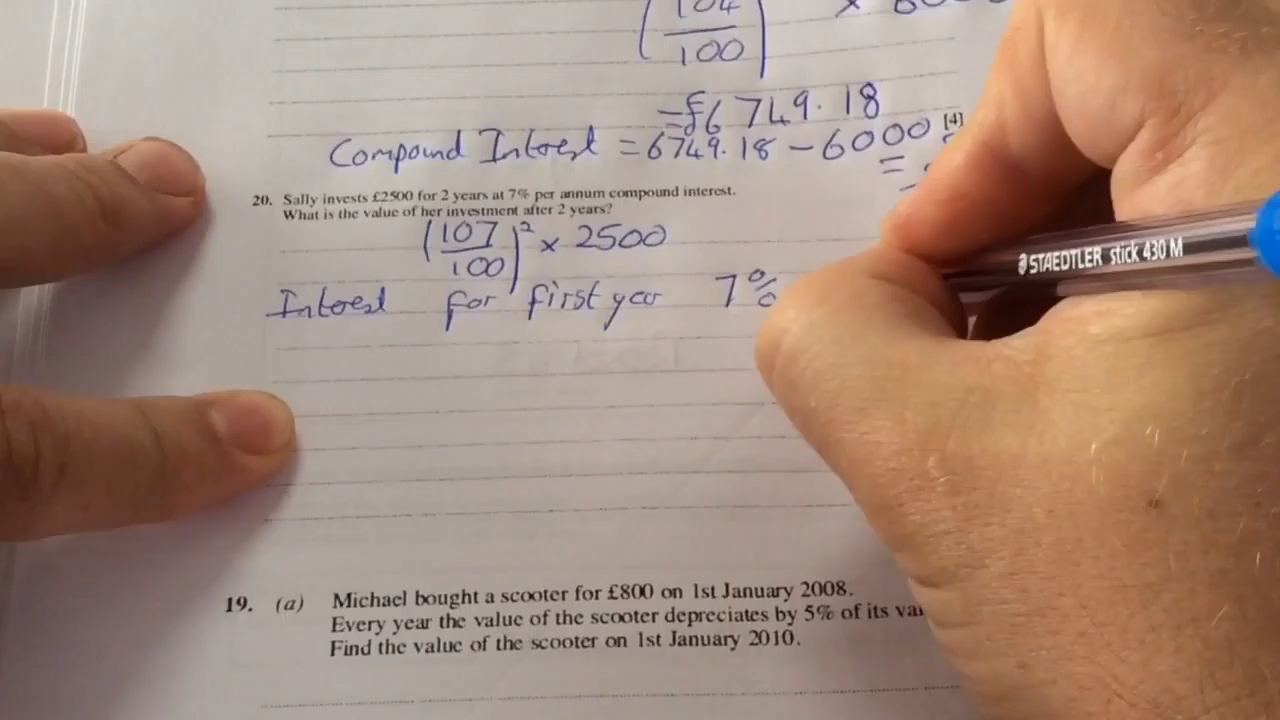 104
100
= £6749.18
[4]
Compound Interest = 6749.18 - 6000
=
20. Sally invests £2500 for 2 years at 7% per annum compound interest.
What is the value of her investment after 2 years?
(107/100)² × 2500
Interest for first year 7%
STAEDTLER stick 430 M
19. (a) Michael bought a scooter for £800 on 1st January 2008.
Every year the value of the scooter depreciates by 5% of its
Find the value of the scooter on 1st January 2010.